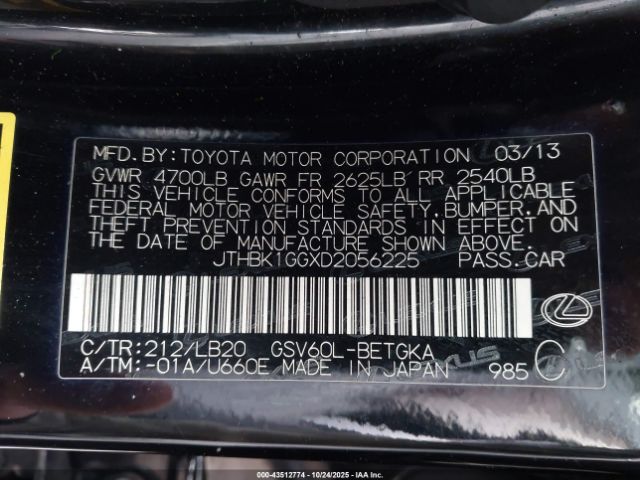 MFD.BY:TOYOTA MOTOR CORPORATION 03/13
GVWR 4700LB GAWR FR 2625LB RR 2540LB
THIS VEHICLE CONFORMS TO ALL APPLICABLE
FEDERAL MOTOR VEHICLE SAFETY,BUMPER,AND
THEFT PREVENTION STANDARDS IN EFFECT ON
THE DATE OF MANUFACTURE SHOWN ABOVE.
JTHBK1GGXD2056225 PASS.CAR
C/TR:212/LB20 GSV60L-BETGKA
A/TM:-01A/U660E MADE IN JAPAN 985 C
© 000-43512774 | 10/24/2025 | Copyright 2025 IAA, Inc.